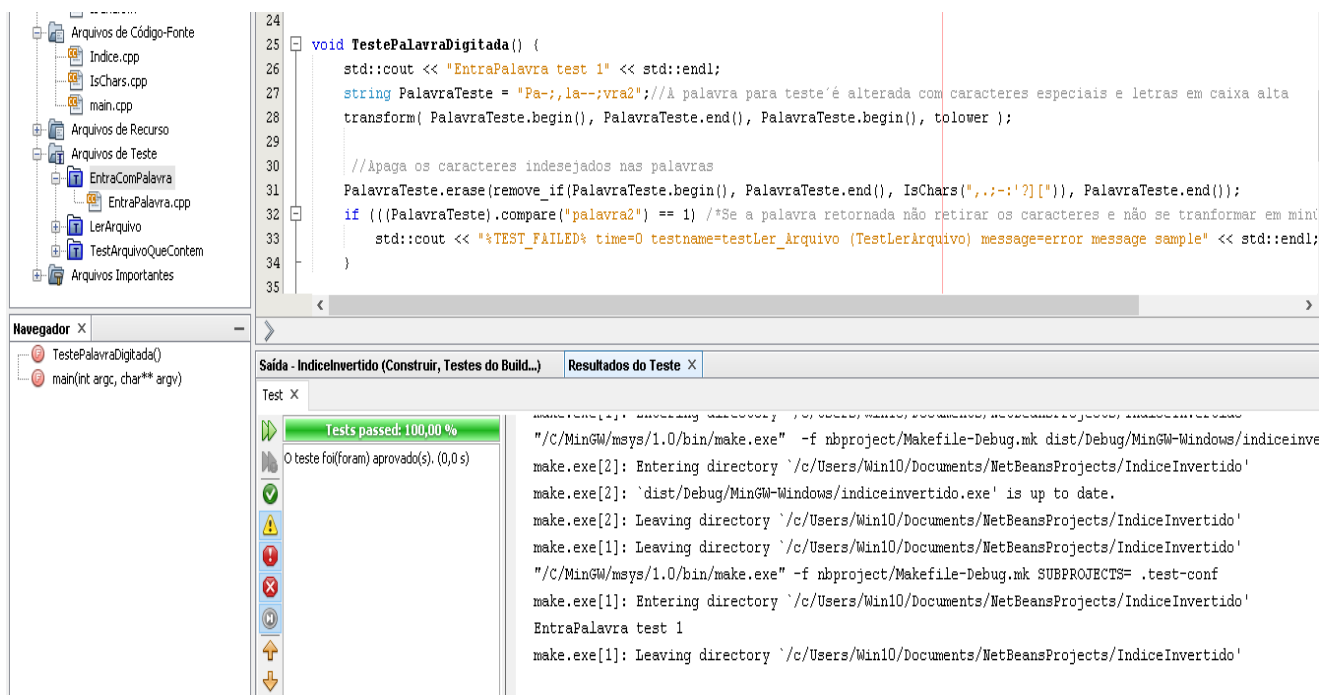 Arquivos de Código-Fonte
Indice.cpp
IsChars.cpp
main.cpp
Arquivos de Recurso
Arquivos de Teste
EntraComPalavra
EntraPalavra.cpp
LerArquivo
TestArquivoQueContem
Arquivos Importantes
Navegador
TestePalavraDigitada()
main(int argc, char** argv)
24
25 void TestePalavraDigitada() {
26 std::cout << "EntraPalavra test 1" << std::endl;
27 string PalavraTeste = "Pa-;,la--;vra2";//A palavra para teste´é alterada com caracteres especiais e letras em caixa alta
28 transform( PalavraTeste.begin(), PalavraTeste.end(), PalavraTeste.begin(), tolower );
29
30 //Apaga os caracteres indesejados nas palavras
31 PalavraTeste.erase(remove_if(PalavraTeste.begin(), PalavraTeste.end(), IsChars(",.;-:'?][")), PalavraTeste.end());
32 if (((PalavraTeste).compare("palavra2") == 1) /*Se a palavra retornada não retirar os caracteres e não se tranformar em minú
33 std::cout << "%TEST_FAILED% time=0 testname=testLer_Arquivo (TestLerArquivo) message=error message sample" << std::endl;
34 }
35
Saída - IndiceInvertido (Construir, Testes do Build...) Resultados do Teste
Test
Tests passed: 100,00 %
O teste foi(foram) aprovado(s). (0,0 s)
make.exe[1]: Entering directory `/c/Users/Win10/Documents/NetBeansProjects/IndiceInvertido'
"/C/MinGW/msys/1.0/bin/make.exe" -f nbproject/Makefile-Debug.mk dist/Debug/MinGW-Windows/indiceinve
make.exe[2]: Entering directory `/c/Users/Win10/Documents/NetBeansProjects/IndiceInvertido'
make.exe[2]: `dist/Debug/MinGW-Windows/indiceinvertido.exe' is up to date.
make.exe[2]: Leaving directory `/c/Users/Win10/Documents/NetBeansProjects/IndiceInvertido'
make.exe[1]: Leaving directory `/c/Users/Win10/Documents/NetBeansProjects/IndiceInvertido'
"/C/MinGW/msys/1.0/bin/make.exe" -f nbproject/Makefile-Debug.mk SUBPROJECTS= .test-conf
make.exe[1]: Entering directory `/c/Users/Win10/Documents/NetBeansProjects/IndiceInvertido'
EntraPalavra test 1
make.exe[1]: Leaving directory `/c/Users/Win10/Documents/NetBeansProjects/IndiceInvertido'